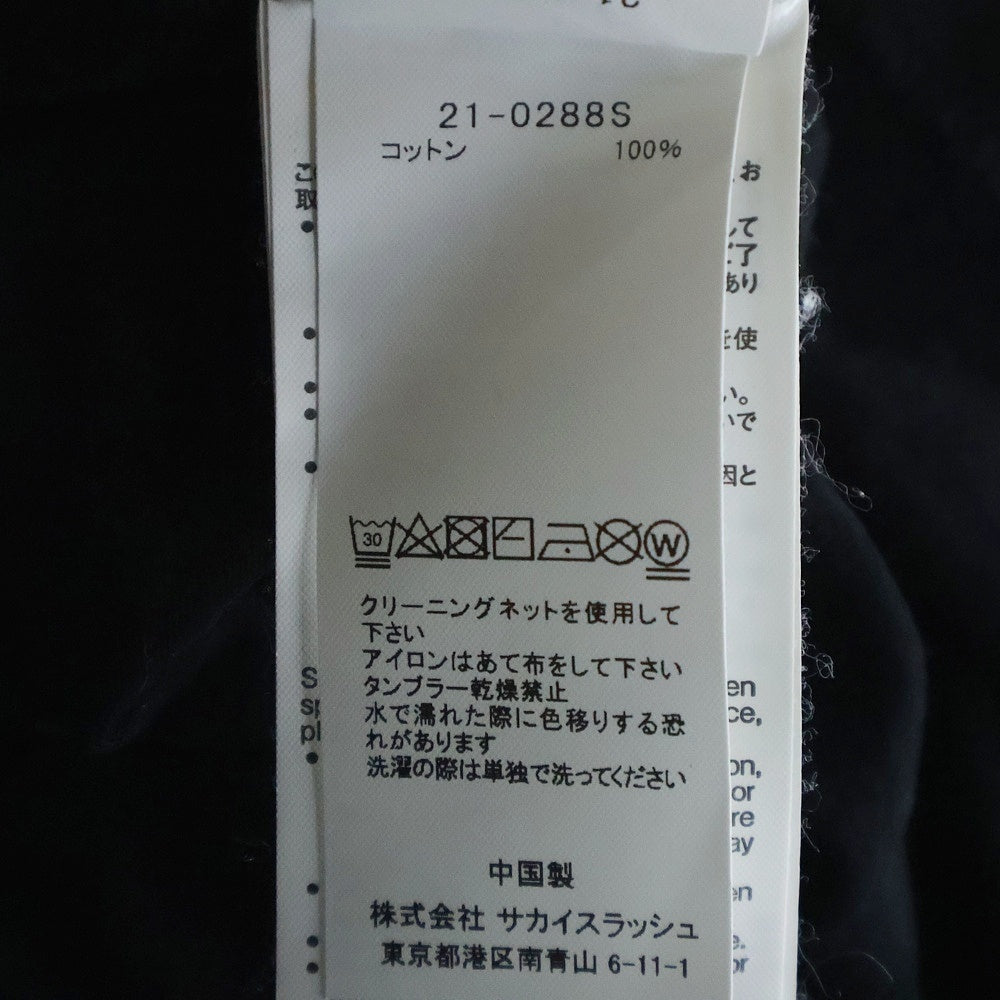 21-0288S
コットン 100%
30
W
クリーニングネットを使用して
下さい
アイロンはあて布をして下さい
タンブラー乾燥禁止
水で濡れた際に色移りする恐
れがあります
洗濯の際は単独で洗ってください
中国製
株式会社 サカイスラッシュ
東京都港区南青山 6-11-1